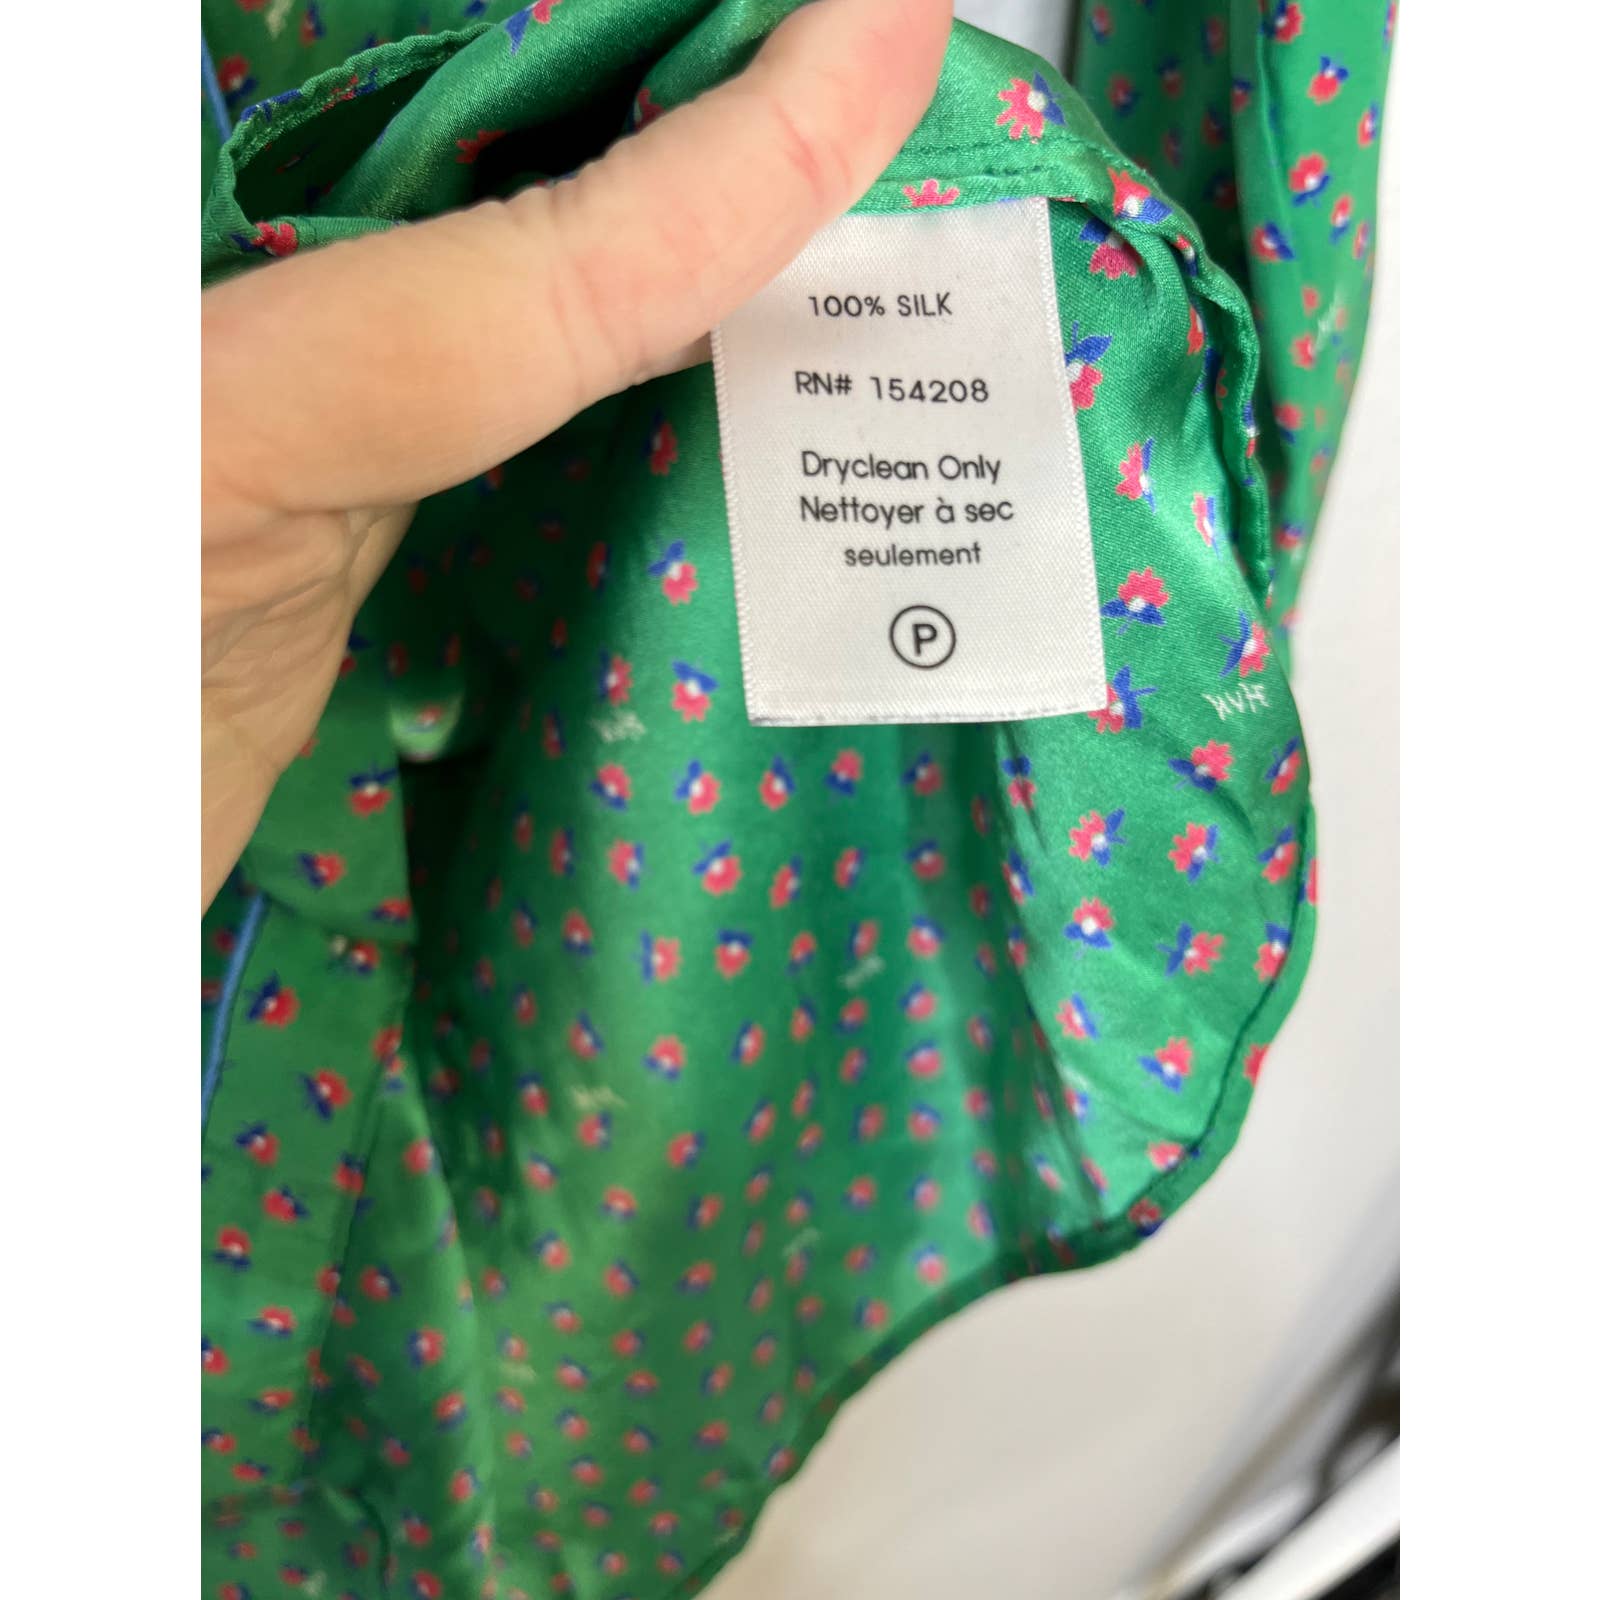 100% SILK
RN# 154208
Dryclean Only
Nettoyer à sec
seulement
P